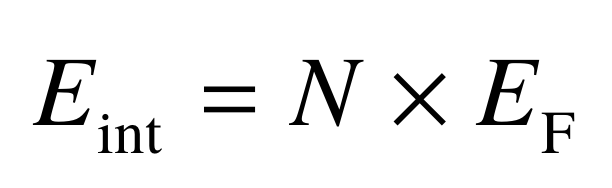 E_int = N × E_F